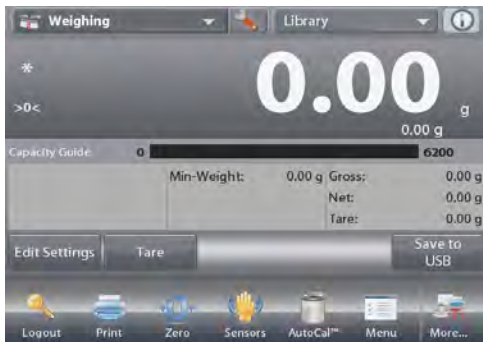 Weighing Library
*
>0<
0.00 g
0.00 g
Capacity Guide: 0 6200
Min-Weight: 0.00 g Gross: 0.00 g
Net: 0.00 g
Tare: 0.00 g
Edit Settings Tare Save to USB
Logout Print Zero Sensors AutoCal™ Menu More...